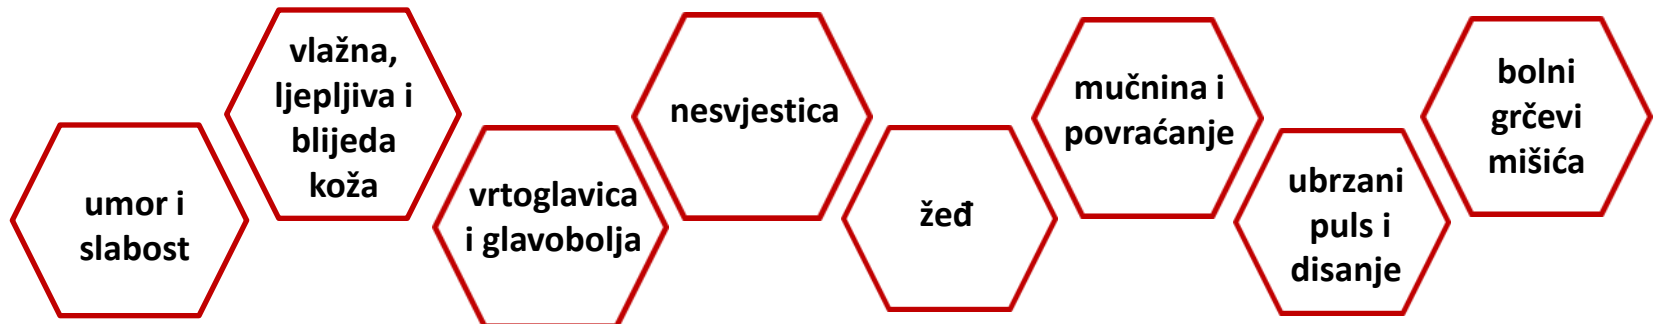 umor i
slabost
vlažna,
ljepljiva i
blijeda
koža
vrtoglavica
i glavobolja
nesvjestica
žeđ
mučnina i
povraćanje
ubrzani
puls i
disanje
bolni
grčevi
mišića